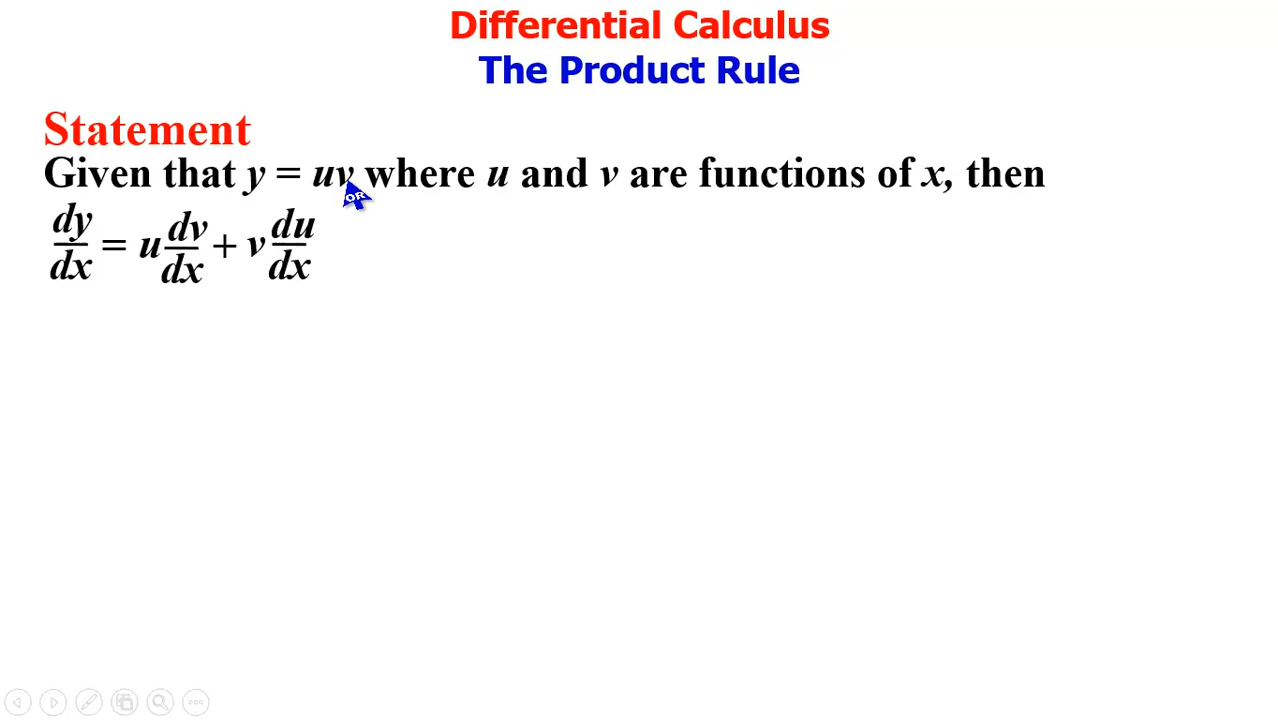 Differential Calculus
The Product Rule
Statement
Given that y = uv where u and v are functions of x, then
OR
dy/dx = u dv/dx + v du/dx